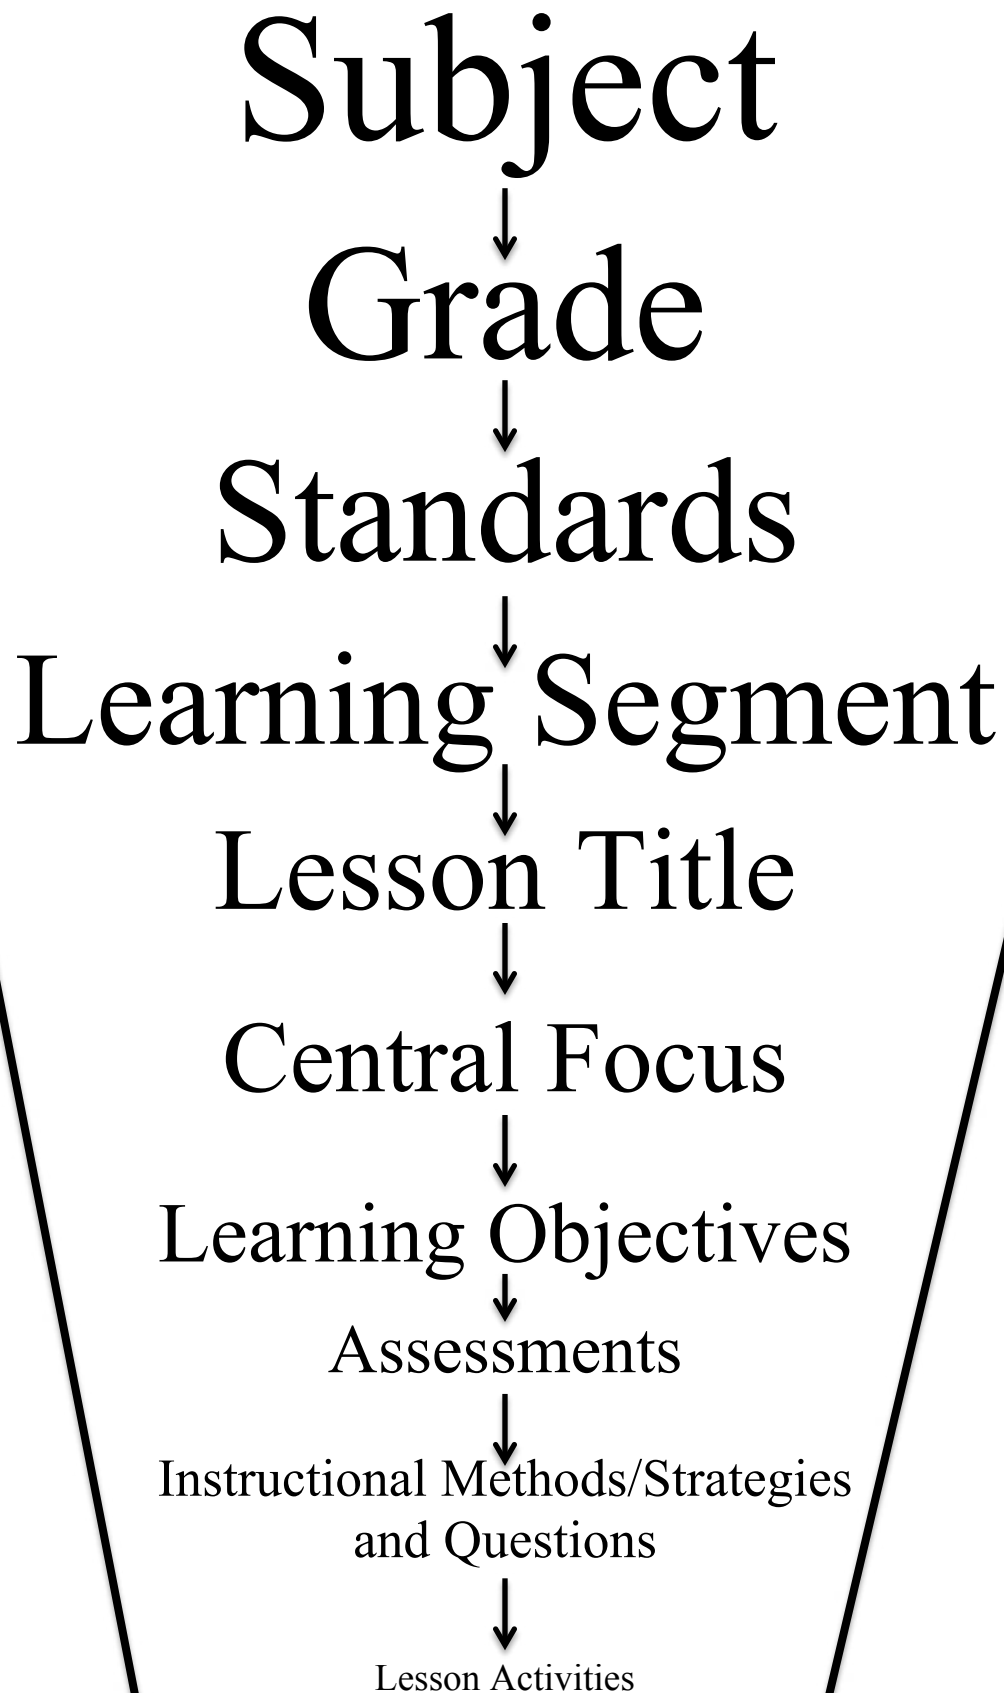 Subject
Grade
Standards
Learning Segment
Lesson Title
Central Focus
Learning Objectives
Assessments
Instructional Methods/Strategies
and Questions
Lesson Activities